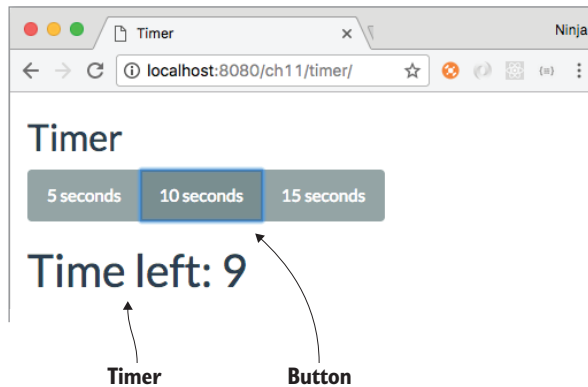 Timer
Ninja
localhost:8080/ch11/timer/
Timer
5 seconds 10 seconds 15 seconds
Time left: 9
Timer Button